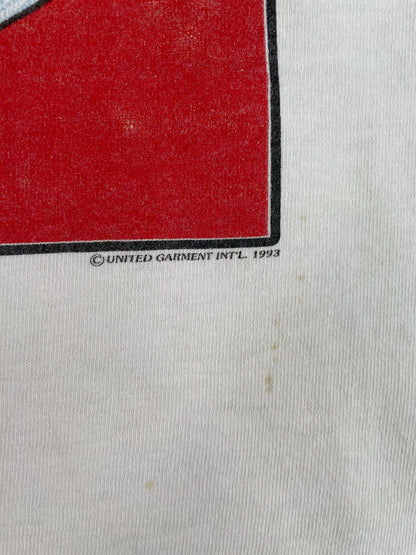 ©UNITED GARMENT INT'L. 1993